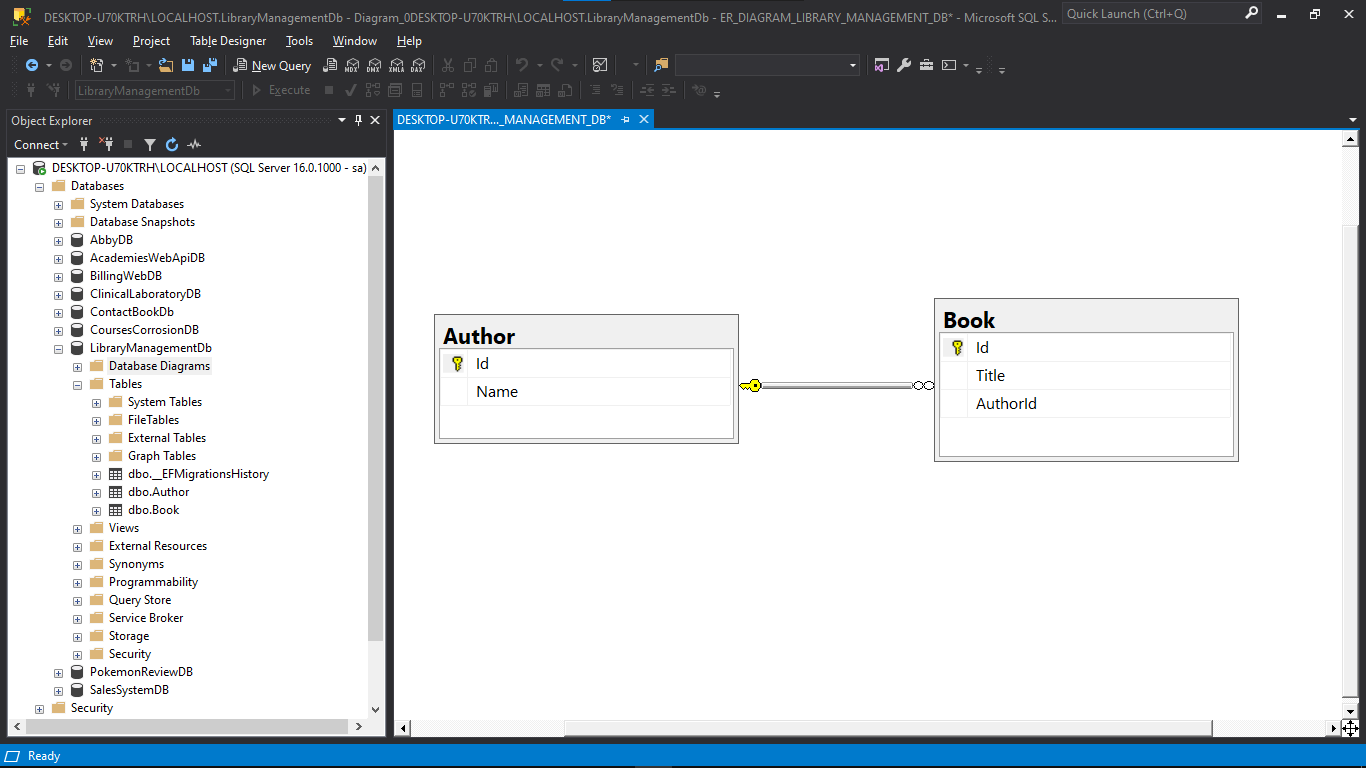 DESKTOP-U70KTRH\LOCALHOST.LibraryManagementDb - Diagram_0DESKTOP-U70KTRH\LOCALHOST.LibraryManagementDb - ER_DIAGRAM_LIBRARY_MANAGEMENT_DB* - Microsoft SQL S...
Quick Launch (Ctrl+Q)
File Edit View Project Table Designer Tools Window Help
New Query MDX DMX XMLA DAX
LibraryManagementDb Execute
Object Explorer
DESKTOP-U70KTR..._MANAGEMENT_DB*
Connect
DESKTOP-U70KTRH\LOCALHOST (SQL Server 16.0.1000 - sa)
Databases
System Databases
Database Snapshots
AbbyDB
AcademiesWebApiDB
BillingWebDB
ClinicalLaboratoryDB
ContactBookDb
CoursesCorrosionDB
LibraryManagementDb
Database Diagrams
Tables
System Tables
FileTables
External Tables
Graph Tables
dbo.__EFMigrationsHistory
dbo.Author
dbo.Book
Views
External Resources
Synonyms
Programmability
Query Store
Service Broker
Storage
Security
PokemonReviewDB
SalesSystemDB
Security
Author
Id
Name
Book
Id
Title
AuthorId
Ready